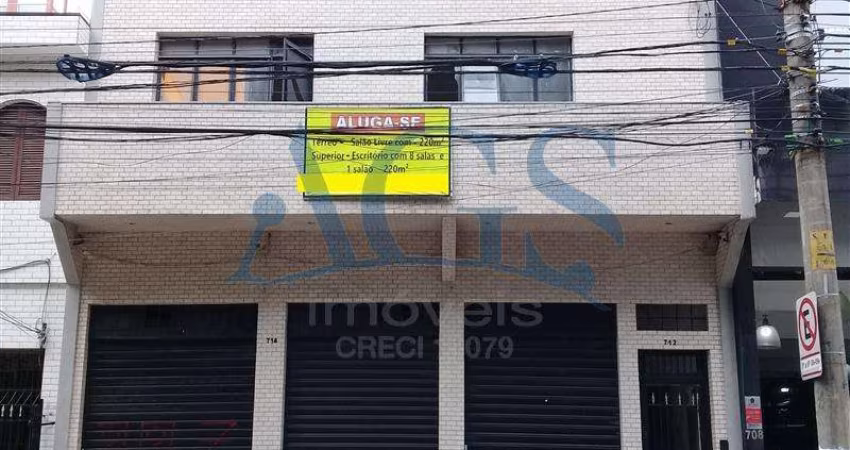 ALUGA-SE
Térreo - Salão Livre com - 220m²
Superior - Escritório com 8 salas e
1 salão - 220m²
AGS
Imóveis
CRECI 19079
714
712
708